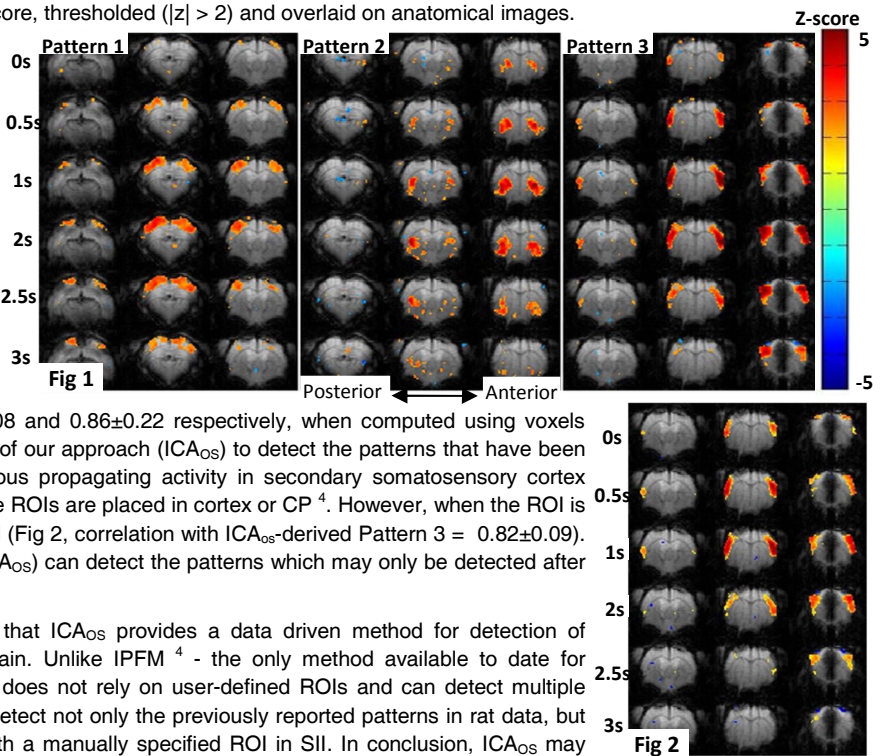 core, thresholded (|z| > 2) and overlaid on anatomical images.
Z-score
Pattern 1 Pattern 2 Pattern 3
5
0s
0.5s
1s
2s
2.5s
3s
-5
Fig 1
Posterior Anterior
08 and 0.86±0.22 respectively, when computed using voxels
of our approach (ICAOS) to detect the patterns that have been
ous propagating activity in secondary somatosensory cortex
e ROIs are placed in cortex or CP 4. However, when the ROI is
(Fig 2, correlation with ICAos-derived Pattern 3 = 0.82±0.09).
AOS) can detect the patterns which may only be detected after
that ICAOS provides a data driven method for detection of
ain. Unlike IPFM 4 - the only method available to date for
does not rely on user-defined ROIs and can detect multiple
etect not only the previously reported patterns in rat data, but
th a manually specified ROI in SII. In conclusion, ICAOS may
0s
0.5s
1s
2s
2.5s
3s
Fig 2